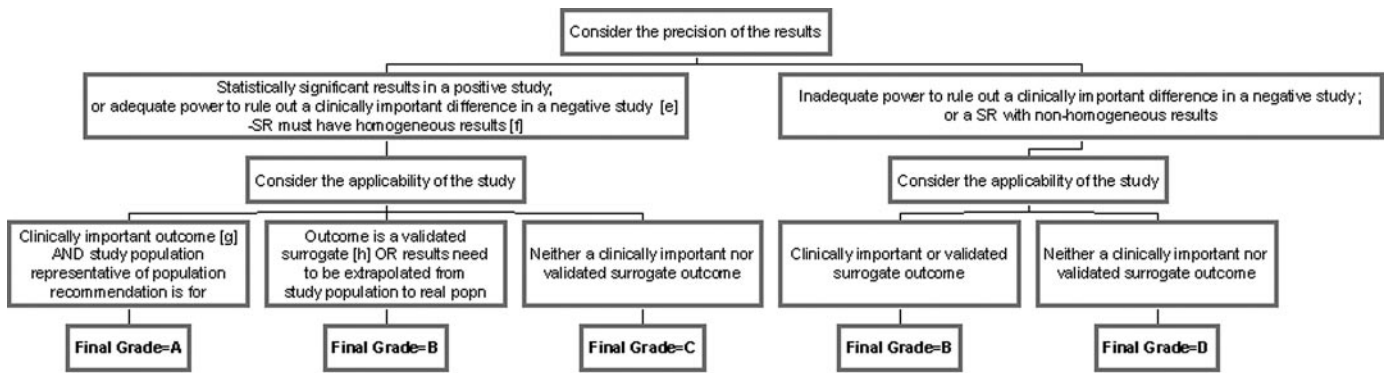 Consider the precision of the results
Statistically significant results in a positive study;
or adequate power to rule out a clinically important difference in a negative study [e]
-SR must have homogeneous results [f]
Inadequate power to rule out a clinically important difference in a negative study;
or a SR with non-homogeneous results
Consider the applicability of the study
Consider the applicability of the study
Clinically important outcome [g]
AND study population
representative of population
recommendation is for
Outcome is a validated
surrogate [h] OR results need
to be extrapolated from
study population to real popn
Neither a clinically important nor
validated surrogate outcome
Clinically important or validated
surrogate outcome
Neither a clinically important nor
validated surrogate outcome
Final Grade=A
Final Grade=B
Final Grade=C
Final Grade=B
Final Grade=D